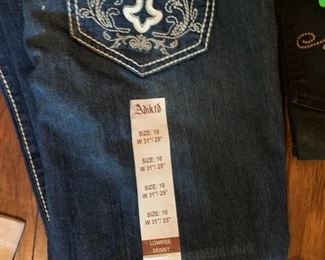 Adiktd
SIZE: 10
W 31"/ 25"
SIZE: 10
W 31"/ 25"
SIZE: 10
W 31"/ 25"
SIZE: 10
W 31"/ 25"
LOWRISE
SKINNY